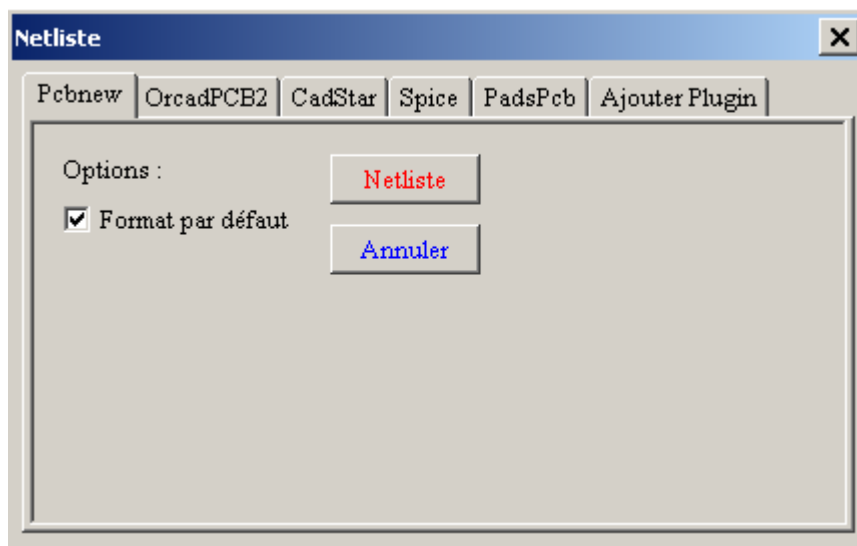 Netliste
Pcbnew OrcadPCB2 CadStar Spice PadsPcb Ajouter Plugin
Options : Netliste
Format par défaut
Annuler